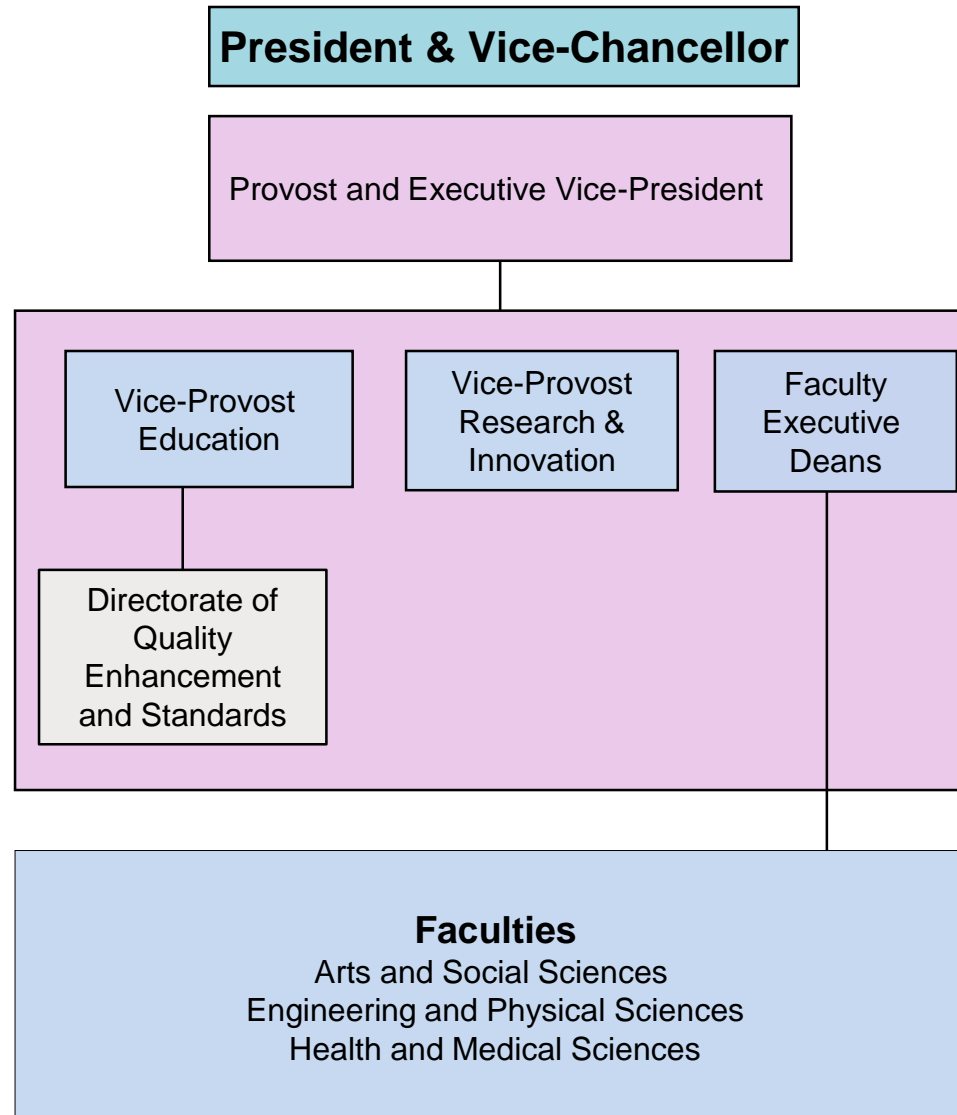 President & Vice-Chancellor
Provost and Executive Vice-President
Vice-Provost
Education
Vice-Provost
Research &
Innovation
Faculty
Executive
Deans
Directorate of
Quality
Enhancement
and Standards
Faculties
Arts and Social Sciences
Engineering and Physical Sciences
Health and Medical Sciences